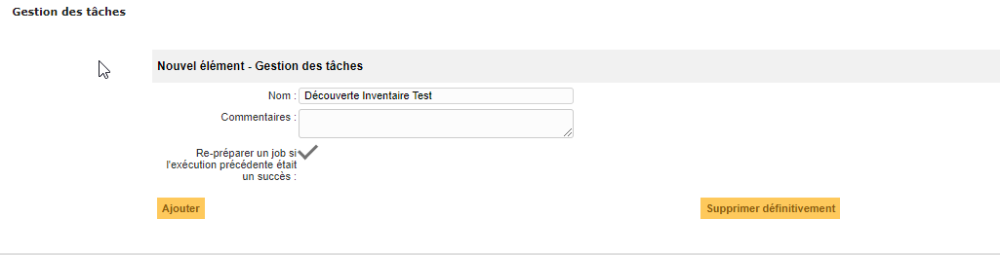 Gestion des tâches
Nouvel élément - Gestion des tâches
Nom : Découverte Inventaire Test
Commentaires :
Re-préparer un job si
l'exécution précédente était
un succès :
Ajouter Supprimer définitivement